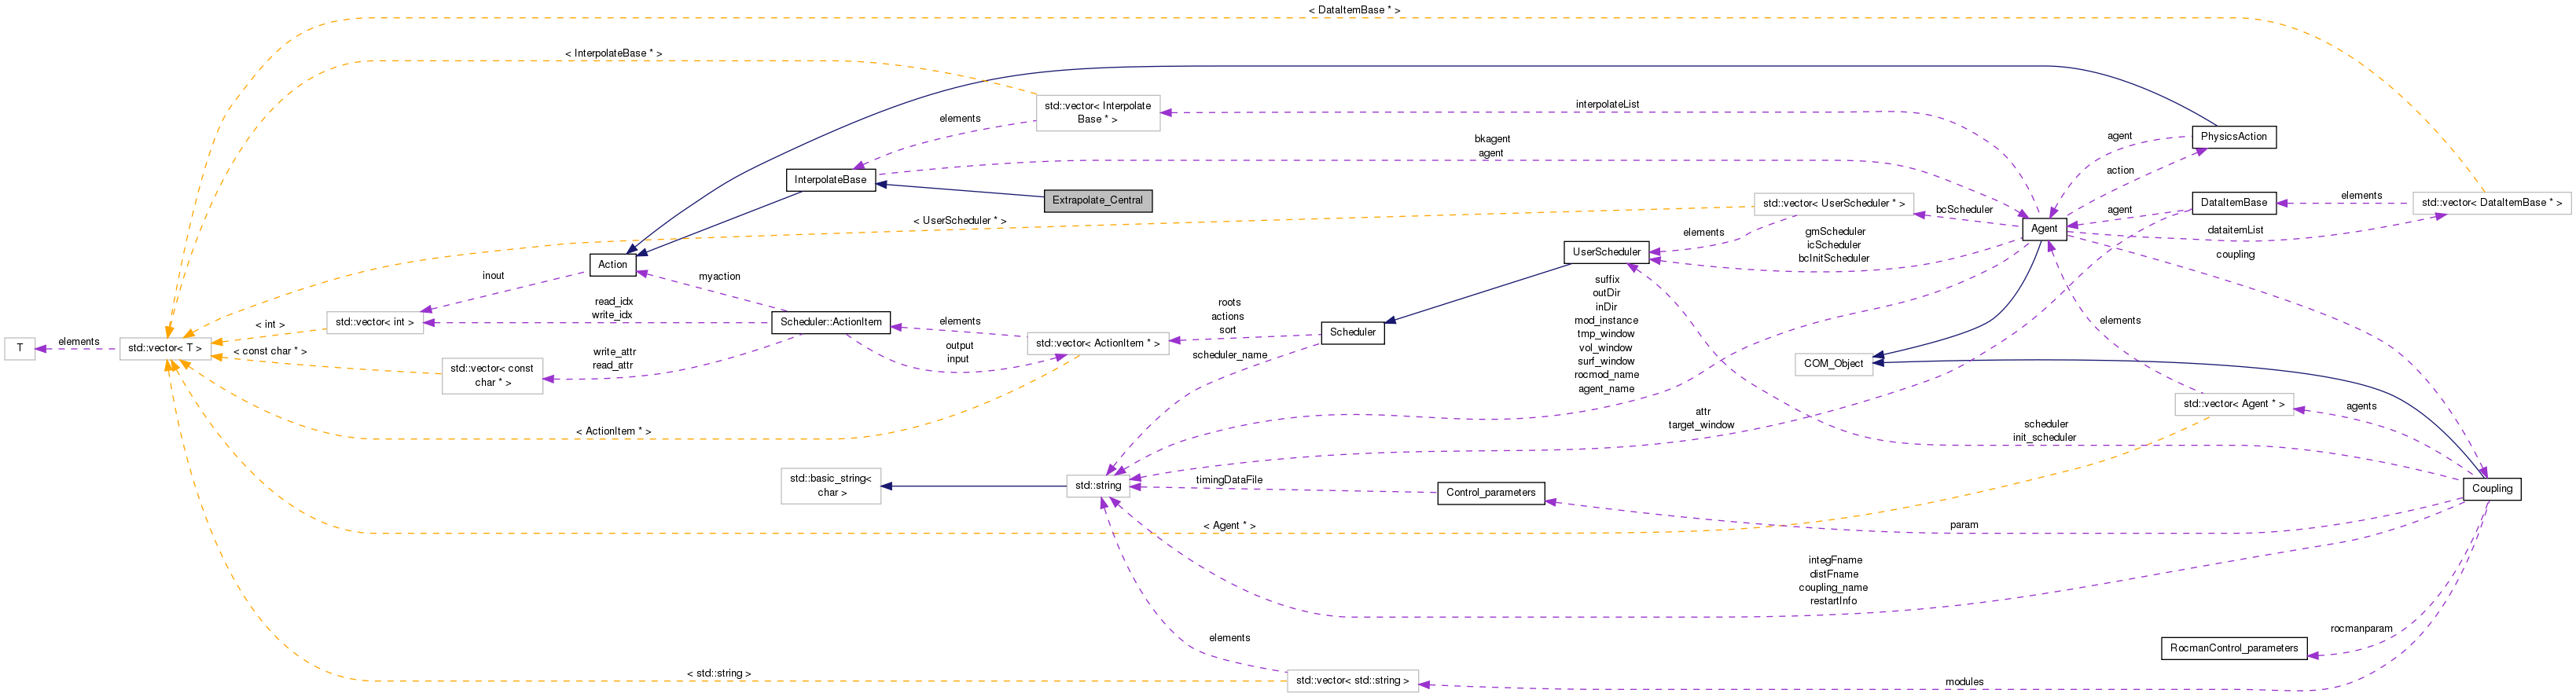 < DataItemBase * >
< InterpolateBase * >
std::vector< Interpolate
Base * >
interpolateList
elements
PhysicsAction
agent
bkagent
agent
action
InterpolateBase
Extrapolate_Central
std::vector< UserScheduler * >
DataItemBase
elements
std::vector< DataItemBase * >
< UserScheduler * >
bcScheduler
agent
Agent
dataitemList
elements
gmScheduler
icScheduler
bcInitScheduler
UserScheduler
coupling
Action
inout
myaction
suffix
outDir
inDir
mod_instance
tmp_window
vol_window
surf_window
rocmod_name
agent_name
read_idx
write_idx
roots
actions
sort
std::vector< int >
< int >
Scheduler::ActionItem
elements
Scheduler
elements
T
elements
std::vector< T >
< const char * >
std::vector< ActionItem * >
output
input
write_attr
read_attr
scheduler_name
COM_Object
std::vector< const
char * >
std::vector< Agent * >
agents
attr
target_window
< ActionItem * >
scheduler
init_scheduler
std::basic_string<
char >
std::string
timingDataFile
Control_parameters
Coupling
< Agent * >
param
integFname
distFname
coupling_name
restartInfo
elements
rocmanparam
RocmanControl_parameters
< std::string >
std::vector< std::string >
modules